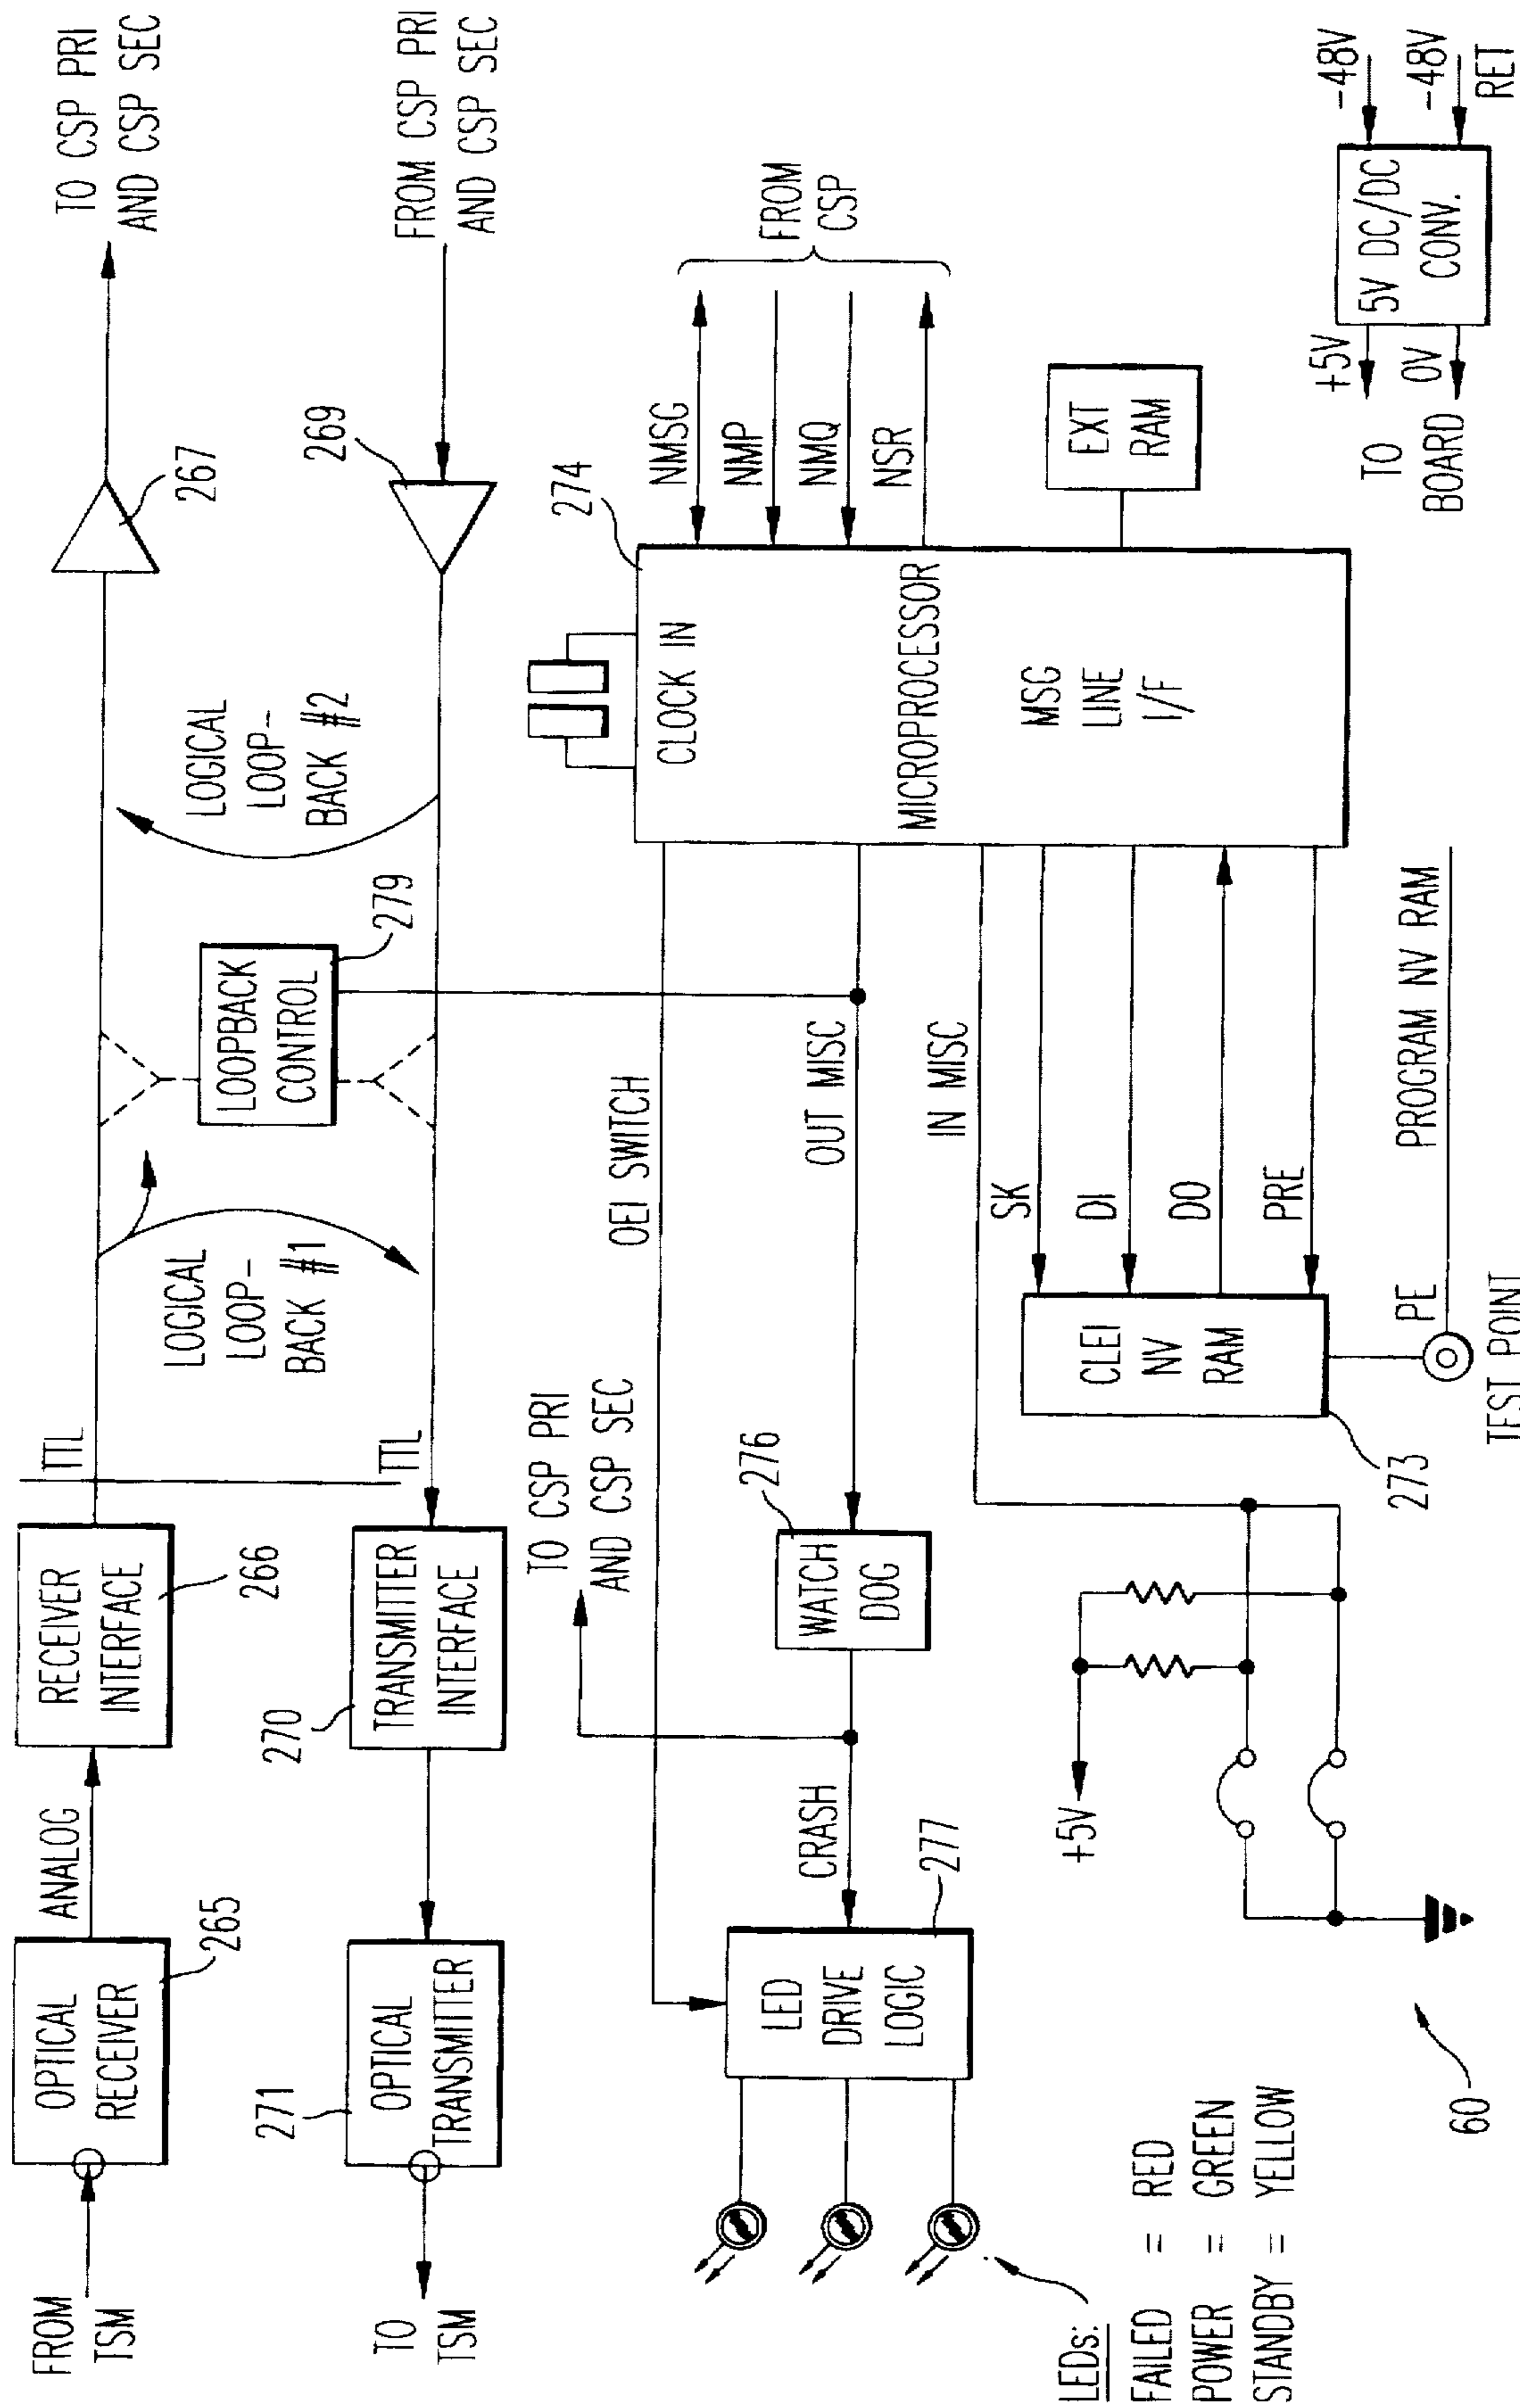 FROM
TSM
OPTICAL
RECEIVER
265
ANALOG
RECEIVER
INTERFACE
266
TTL
LOGICAL
LOOP-
BACK #1
LOOPBACK
CONTROL
279
LOGICAL
LOOP-
BACK #2
267
TO CSP PRI
AND CSP SEC
TO
TSM
271
OPTICAL
TRANSMITTER
270
TRANSMITTER
INTERFACE
TTL
269
FROM CSP PRI
AND CSP SEC
TO CSP PRI
AND CSP SEC
OEI SWITCH
OUT MISC
IN MISC
LED
DRIVE
LOGIC
277
CRASH
276
WATCH
DOG
274
CLOCK IN
MICROPROCESSOR
MSG
LINE
I/F
NMSG
NMP
NMQ
NSR
FROM
CSP
EXT
RAM
SK
DI
DO
PRE
CLEI
NV
RAM
273
PE
PROGRAM NV RAM
TEST POINT
+5V
LEDs:
FAILED = RED
POWER = GREEN
STANDBY = YELLOW
60
TO
BOARD
+5V
0V
5V DC/DC
CONV.
-48V
-48V
RET